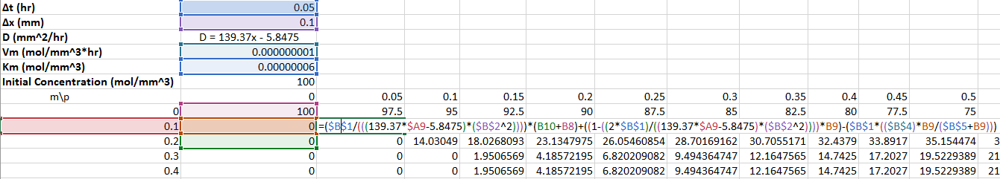 Δt (hr) 0.05
Δx (mm) 0.1
D (mm^2/hr) D = 139.37x - 5.8475
Vm (mol/mm^3*hr) 0.000000001
Km (mol/mm^3) 0.00000006
Initial Concentration (mol/mm^3) 100
m\p 0 0.05 0.1 0.15 0.2 0.25 0.3 0.35 0.4 0.45 0.5
0 100 97.5 95 92.5 90 87.5 85 82.5 80 77.5 75
0.1 0 =($B$1/(((139.37*$A9-5.8475)*($B$2^2))))*(B10+B8)+((1-((2*$B$1)/((139.37*$A9-5.8475)*($B$2^2))))*B9)-($B$1*(($B$4)*B9/($B$5+B9)))
0.2 0 0 14.03049 18.0268093 23.1347975 26.05460854 28.70169162 30.7055171 32.4379 33.8917 35.154474 3
0.3 0 0 0 1.9506569 4.18572195 6.820209082 9.494364747 12.1647565 14.7425 17.2027 19.5229389 21
0.4 0 0 0 1.9506569 4.18572195 6.820209082 9.494364747 12.1647565 14.7425 17.2027 19.5229389 21